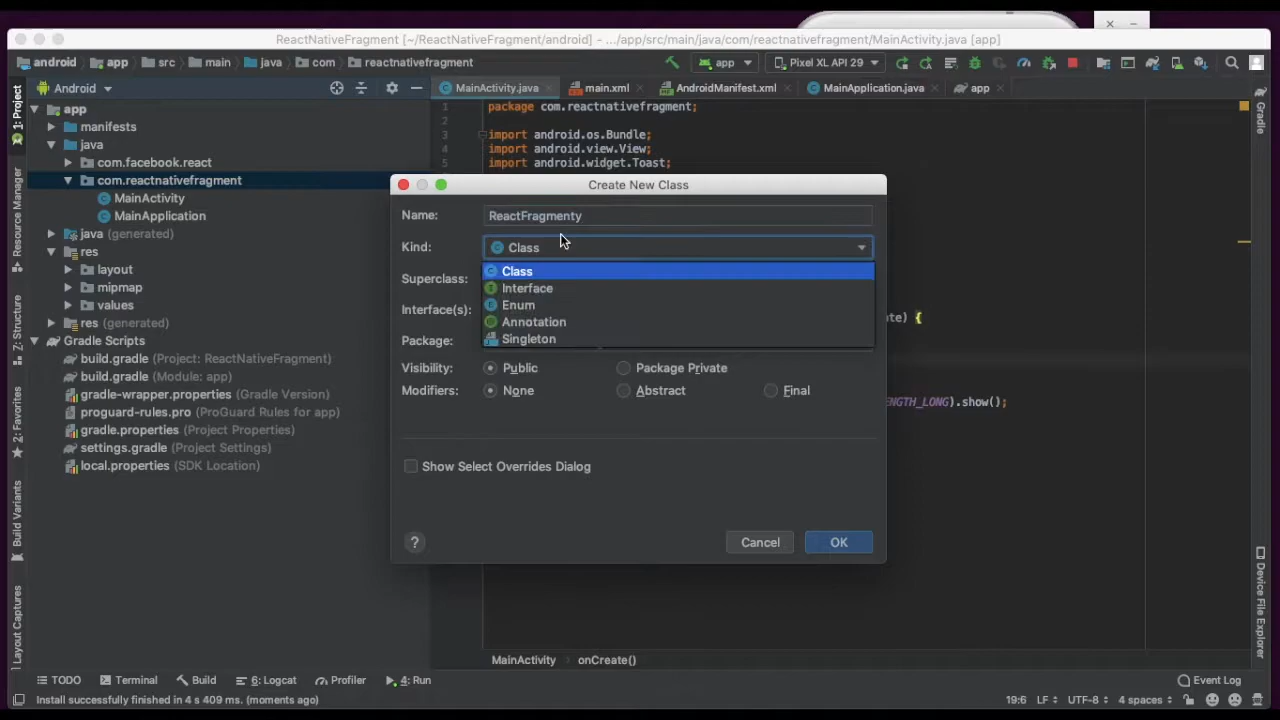 ReactNativeFragment [~/ReactNativeFragment/android] - .../app/src/main/java/com/reactnativefragment/MainActivity.java [app]
android app src main java com reactnativefragment app Pixel XL API 29
1: Project
Resource Manager
Z: Structure
2: Favorites
Build Variants
Layout Captures
Android
app
manifests
java
com.facebook.react
com.reactnativefragment
MainActivity
MainApplication
java (generated)
res
layout
mipmap
values
res (generated)
Gradle Scripts
build.gradle (Project: ReactNativeFragment)
build.gradle (Module: app)
gradle-wrapper.properties (Gradle Version)
proguard-rules.pro (ProGuard Rules for app)
gradle.properties (Project Properties)
settings.gradle (Project Settings)
local.properties (SDK Location)
MainActivity.java main.xml AndroidManifest.xml MainApplication.java app
1 package com.reactnativefragment;
2
3 import android.os.Bundle;
4 import android.view.View;
5 import android.widget.Toast;
ate) {
ENGTH_LONG).show();
Create New Class
Name: ReactFragmenty
Kind: Class
Class
Interface
Enum
Annotation
Singleton
Superclass:
Interface(s):
Package:
Visibility: Public Package Private
Modifiers: None Abstract Final
Show Select Overrides Dialog
? Cancel OK
MainActivity › onCreate()
Gradle
Device File Explorer
TODO Terminal Build 6: Logcat Profiler 4: Run Event Log
Install successfully finished in 4 s 409 ms. (moments ago) 19:6 LF UTF-8 4 spaces